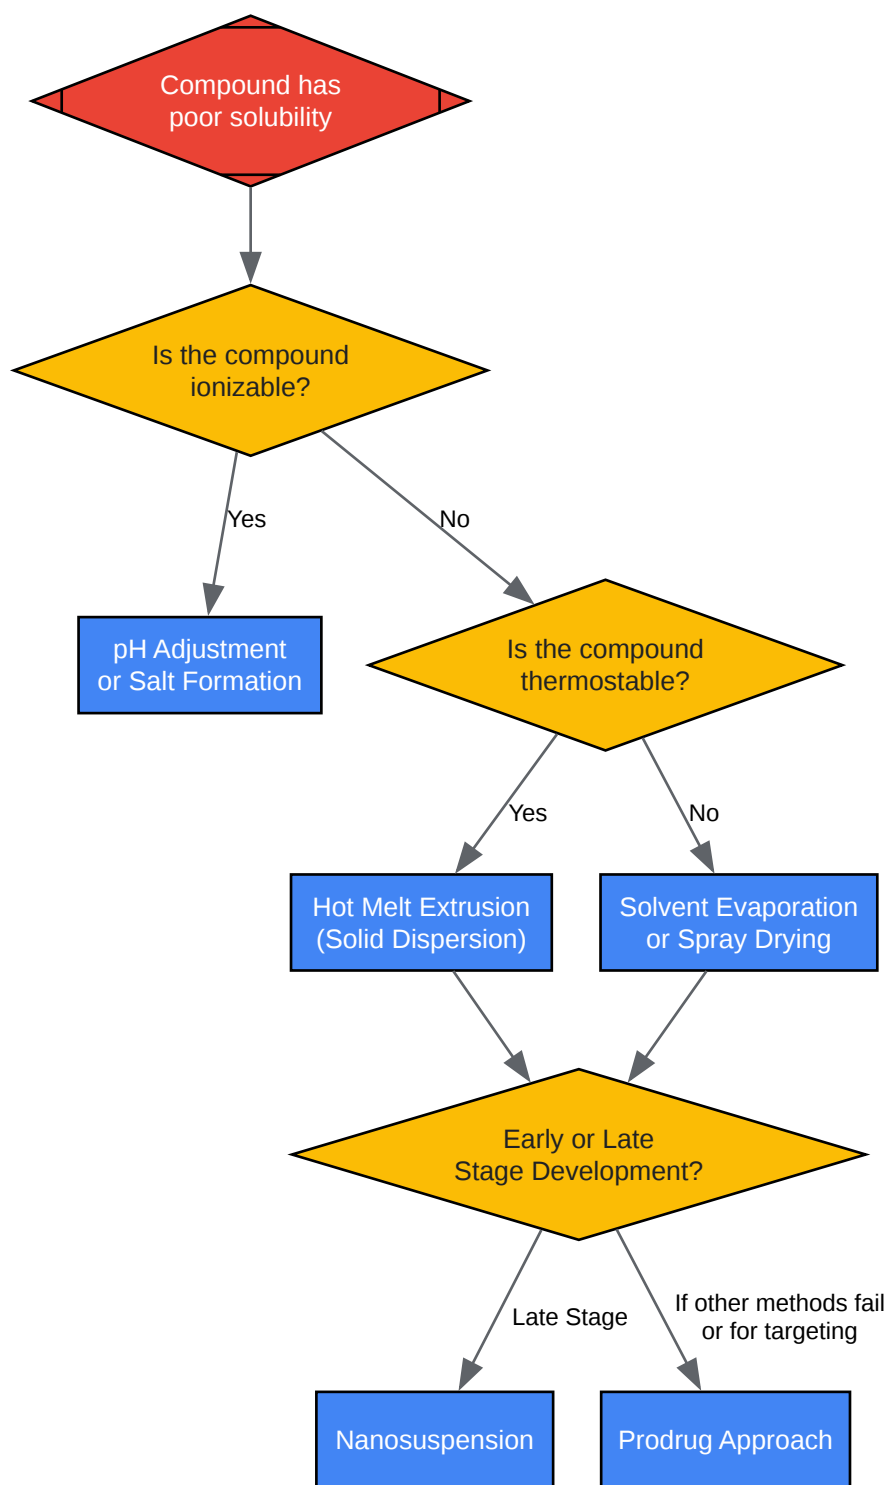 Compound has
poor solubility
Is the compound
ionizable?
Yes
No
pH Adjustment
or Salt Formation
Is the compound
thermostable?
Yes
No
Hot Melt Extrusion
(Solid Dispersion)
Solvent Evaporation
or Spray Drying
Early or Late
Stage Development?
Late Stage
If other methods fail
or for targeting
Nanosuspension
Prodrug Approach